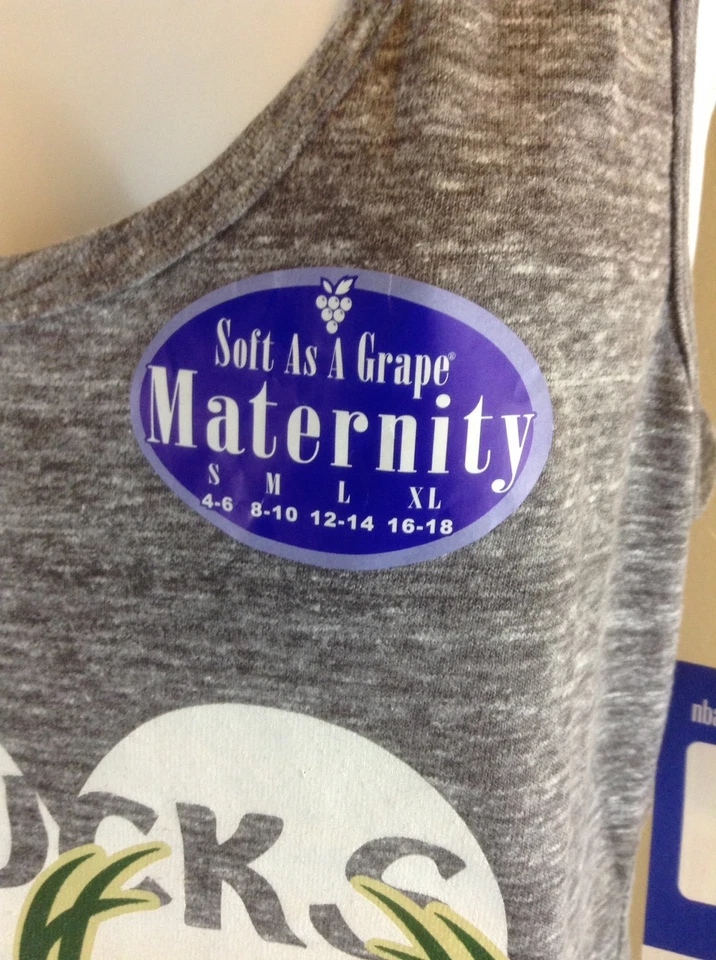 Soft As A Grape®
Maternity
S M L XL
4-6 8-10 12-14 16-18